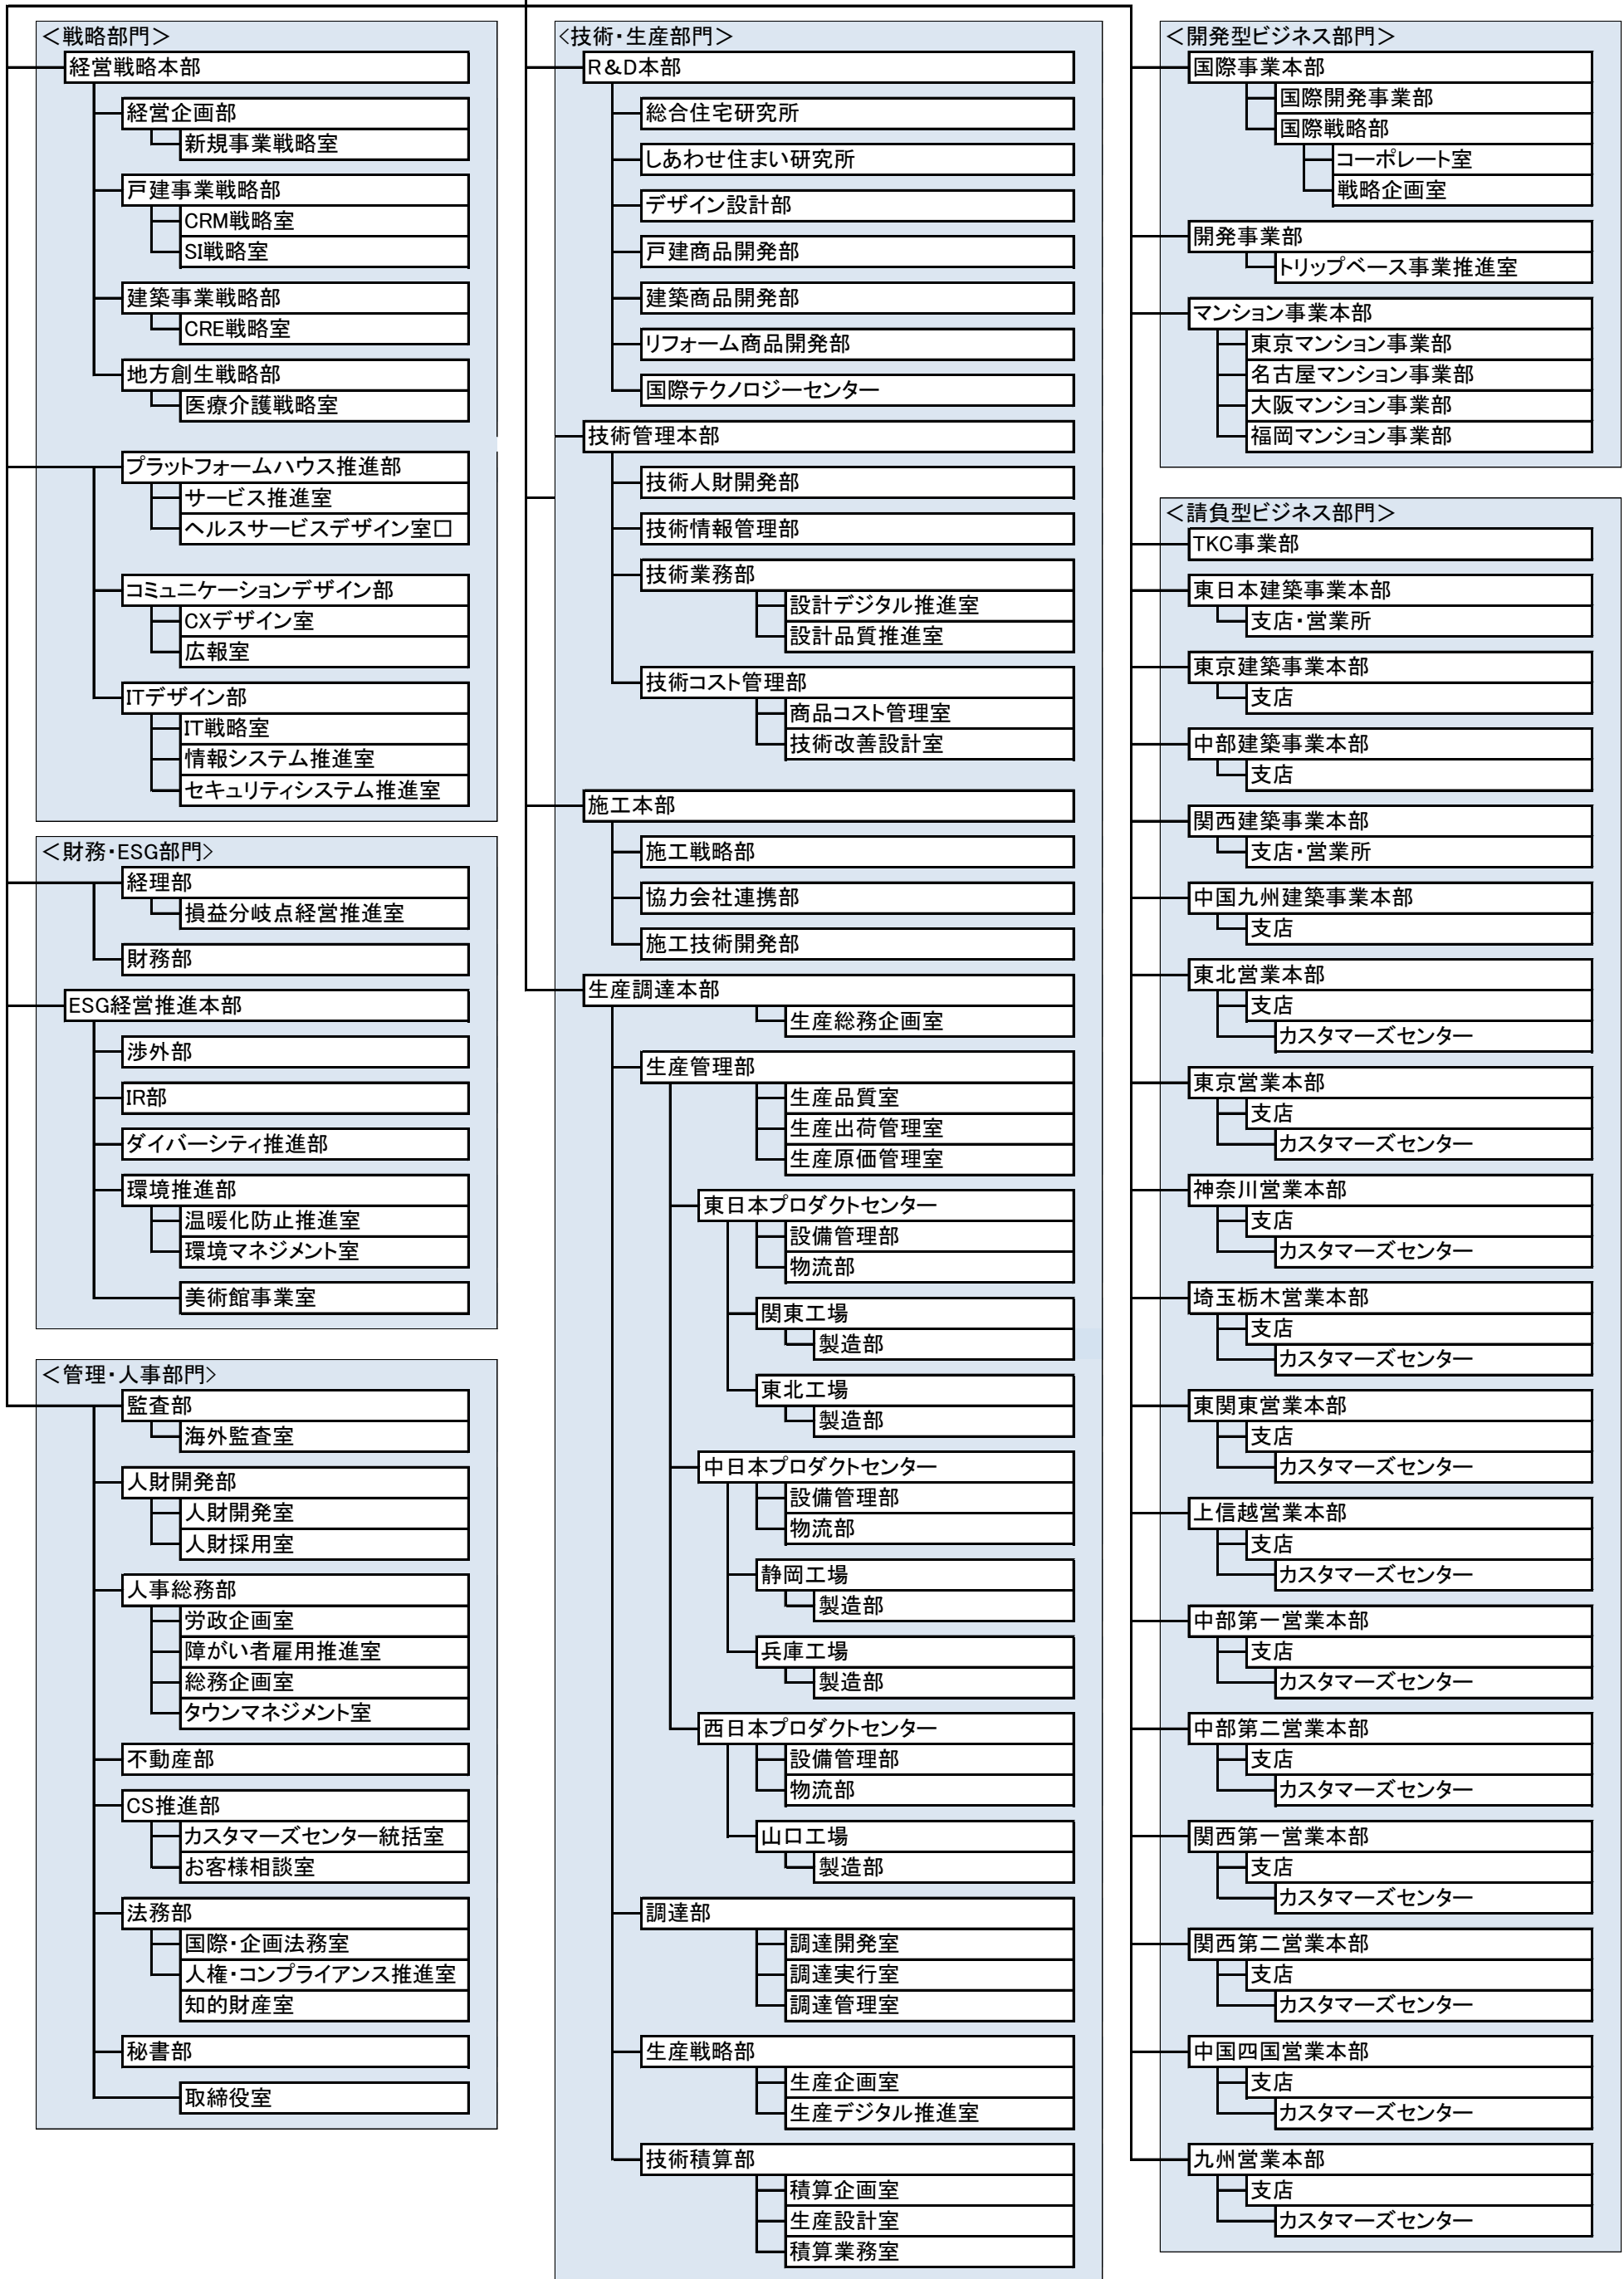 ＜戦略部門＞
経営戦略本部
経営企画部
新規事業戦略室
戸建事業戦略部
CRM戦略室
SI戦略室
建築事業戦略部
CRE戦略室
地方創生戦略部
医療介護戦略室
プラットフォームハウス推進部
サービス推進室
ヘルスサービスデザイン室□
コミュニケーションデザイン部
CXデザイン室
広報室
ITデザイン部
IT戦略室
情報システム推進室
セキュリティシステム推進室
＜財務・ESG部門＞
経理部
損益分岐点経営推進室
財務部
ESG経営推進本部
渉外部
IR部
ダイバーシティ推進部
環境推進部
温暖化防止推進室
環境マネジメント室
美術館事業室
＜管理・人事部門＞
監査部
海外監査室
人財開発部
人財開発室
人財採用室
人事総務部
労政企画室
障がい者雇用推進室
総務企画室
タウンマネジメント室
不動産部
CS推進部
カスタマーズセンター統括室
お客様相談室
法務部
国際・企画法務室
人権・コンプライアンス推進室
知的財産室
秘書部
取締役室
＜技術・生産部門＞
R＆D本部
総合住宅研究所
しあわせ住まい研究所
デザイン設計部
戸建商品開発部
建築商品開発部
リフォーム商品開発部
国際テクノロジーセンター
技術管理本部
技術人財開発部
技術情報管理部
技術業務部
設計デジタル推進室
設計品質推進室
技術コスト管理部
商品コスト管理室
技術改善設計室
施工本部
施工戦略部
協力会社連携部
施工技術開発部
生産調達本部
生産総務企画室
生産管理部
生産品質室
生産出荷管理室
生産原価管理室
東日本プロダクトセンター
設備管理部
物流部
関東工場
製造部
東北工場
製造部
中日本プロダクトセンター
設備管理部
物流部
静岡工場
製造部
兵庫工場
製造部
西日本プロダクトセンター
設備管理部
物流部
山口工場
製造部
調達部
調達開発室
調達実行室
調達管理室
生産戦略部
生産企画室
生産デジタル推進室
技術積算部
積算企画室
生産設計室
積算業務室
＜開発型ビジネス部門＞
国際事業本部
国際開発事業部
国際戦略部
コーポレート室
戦略企画室
開発事業部
トリップベース事業推進室
マンション事業本部
東京マンション事業部
名古屋マンション事業部
大阪マンション事業部
福岡マンション事業部
＜請負型ビジネス部門＞
TKC事業部
東日本建築事業本部
支店・営業所
東京建築事業本部
支店
中部建築事業本部
支店
関西建築事業本部
支店・営業所
中国九州建築事業本部
支店
東北営業本部
支店
カスタマーズセンター
東京営業本部
支店
カスタマーズセンター
神奈川営業本部
支店
カスタマーズセンター
埼玉栃木営業本部
支店
カスタマーズセンター
東関東営業本部
支店
カスタマーズセンター
上信越営業本部
支店
カスタマーズセンター
中部第一営業本部
支店
カスタマーズセンター
中部第二営業本部
支店
カスタマーズセンター
関西第一営業本部
支店
カスタマーズセンター
関西第二営業本部
支店
カスタマーズセンター
中国四国営業本部
支店
カスタマーズセンター
九州営業本部
支店
カスタマーズセンター